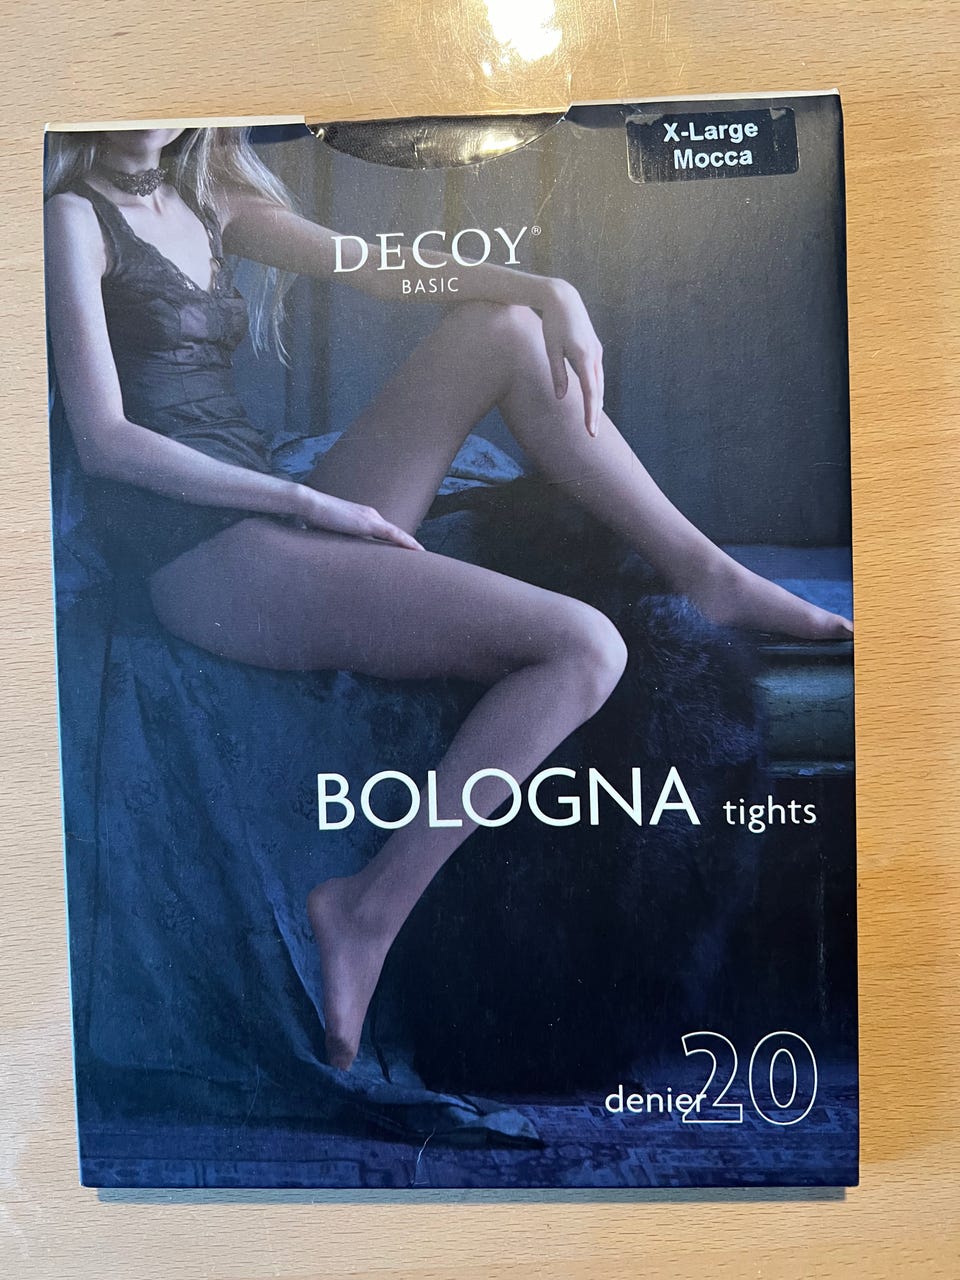 X-Large
Mocca
DECOY®
BASIC
BOLOGNA tights
denier 20